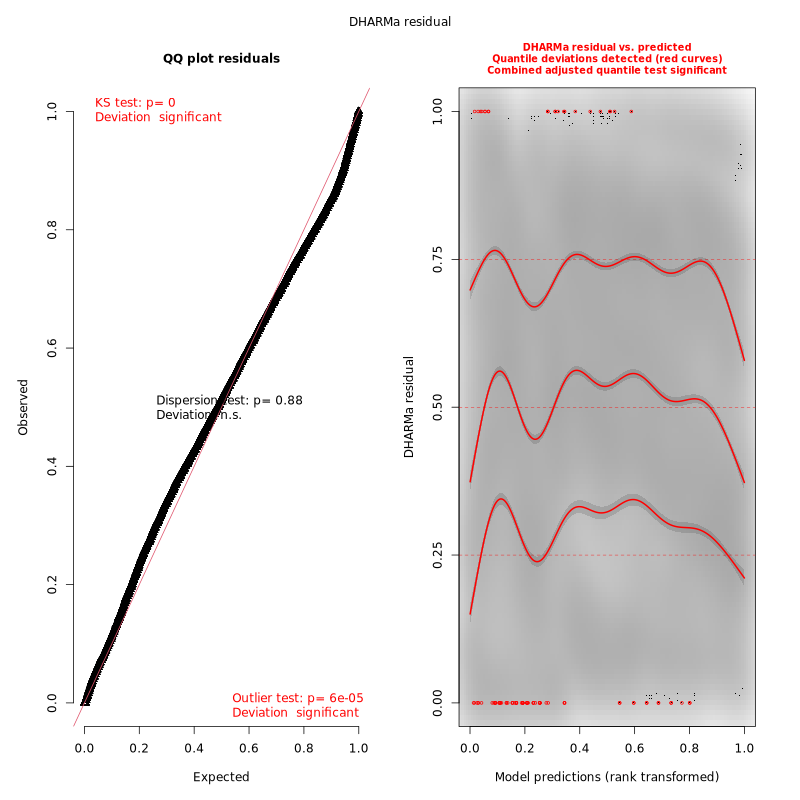 DHARMa residual
QQ plot residuals
KS test: p= 0
Deviation  significant
Dispersion test: p= 0.88
Deviation n.s.
Outlier test: p= 6e-05
Deviation  significant
Observed
0.0
0.2
0.4
0.6
0.8
1.0
0.0 0.2 0.4 0.6 0.8 1.0
Expected
DHARMa residual vs. predicted
Quantile deviations detected (red curves)
Combined adjusted quantile test significant
DHARMa residual
0.00
0.25
0.50
0.75
1.00
0.0 0.2 0.4 0.6 0.8 1.0
Model predictions (rank transformed)